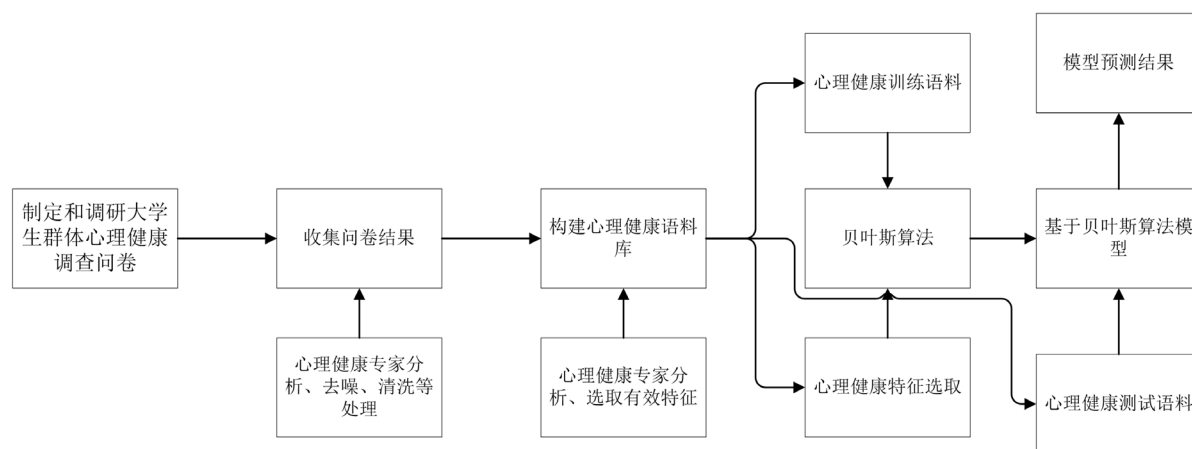 制定和调研大学
生群体心理健康
调查问卷
收集问卷结果
心理健康专家分
析、去噪、清洗等
处理
构建心理健康语料
库
心理健康专家分
析、选取有效特征
心理健康训练语料
贝叶斯算法
心理健康特征选取
模型预测结果
基于贝叶斯算法模
型
心理健康测试语料